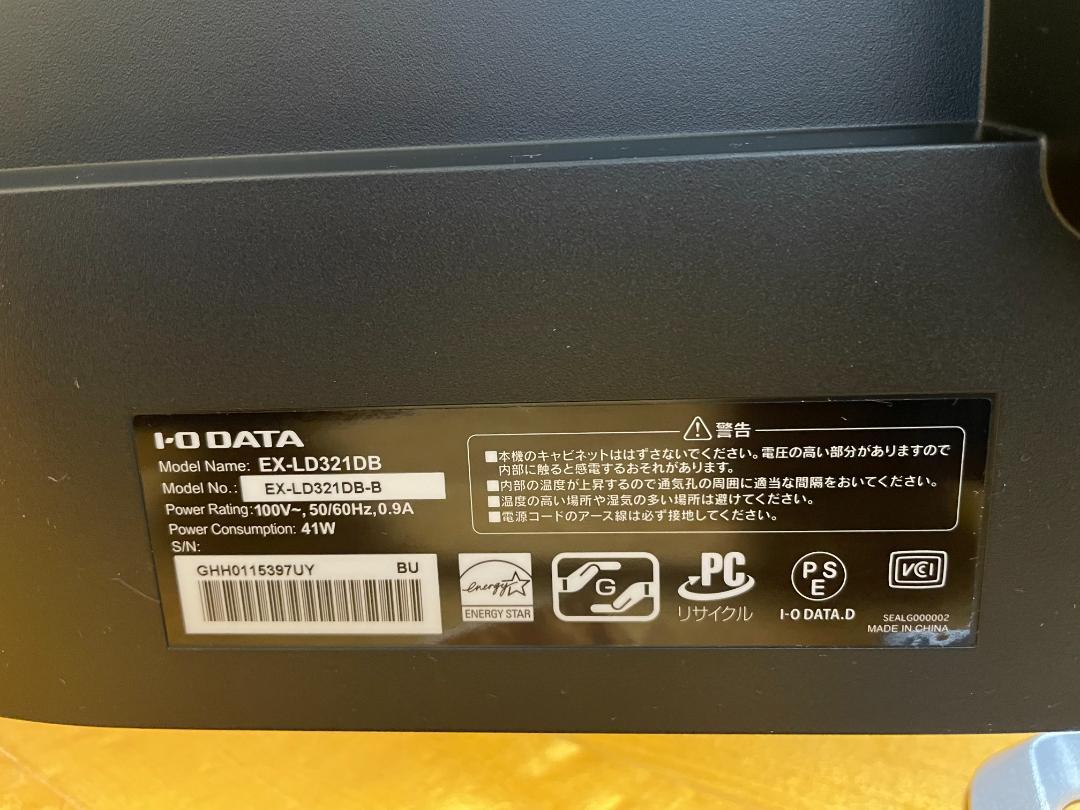 I-O DATA
Model Name: EX-LD321DB
Model No.: EX-LD321DB-B
Power Rating: 100V~, 50/60Hz, 0.9A
Power Consumption: 41W
S/N:
GHH0115397UY BU
警告
■本機のキャビネットははずさないでください。電圧の高い部分がありますので
内部に触ると感電するおそれがあります。
■内部の温度が上昇するので通気孔の周囲に適当な間隔をおいてください。
■温度の高い場所や湿気の多い場所は避けてください。
■電源コードのアース線は必ず接地してください。
energy
ENERGY STAR
G
PC
リサイクル
PS
E
I-O DATA.D
VCI
SEALG000002
MADE IN CHINA